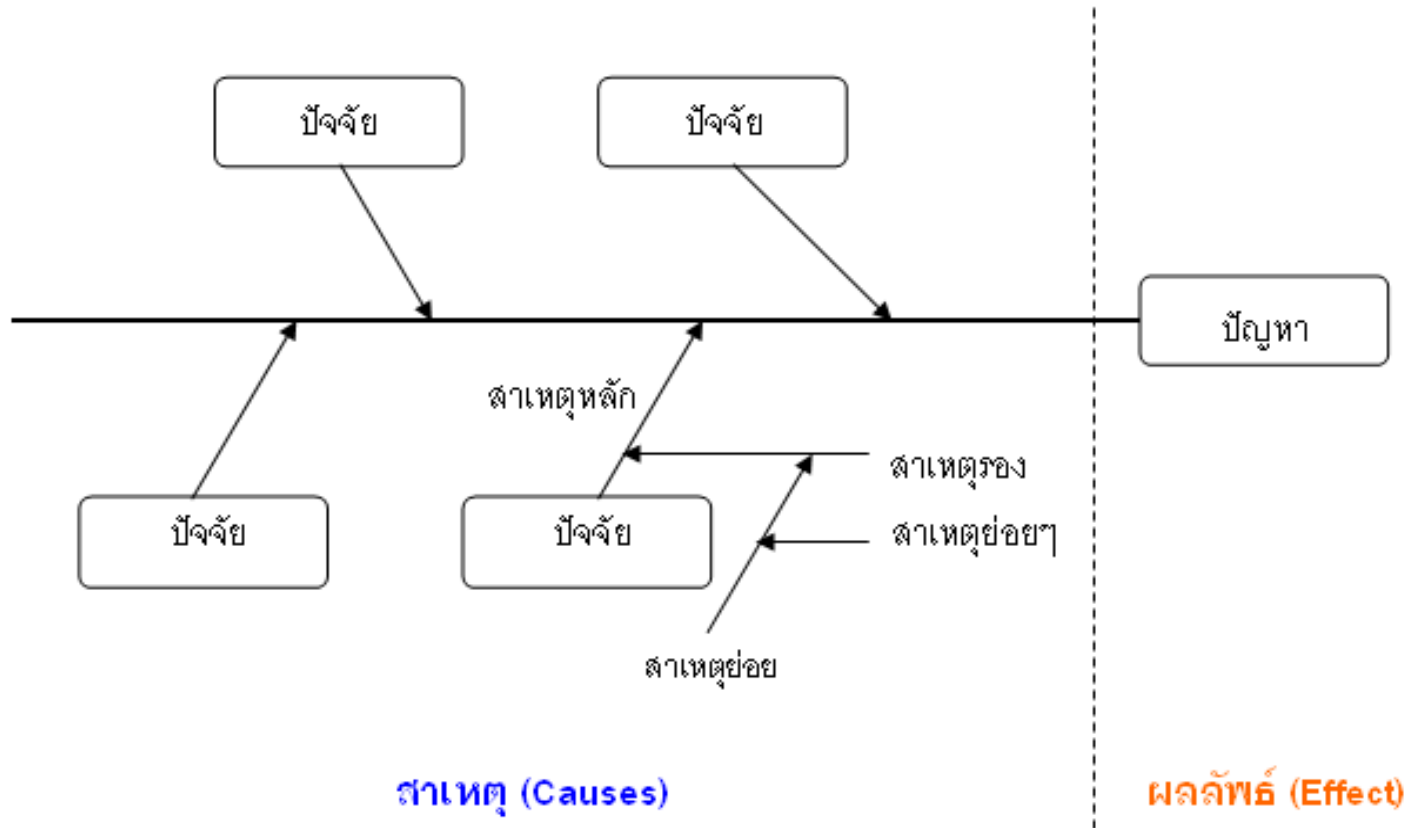 ปัจจัย
ปัจจัย
ปัญหา
สาเหตุหลัก
สาเหตุรอง
ปัจจัย
ปัจจัย
สาเหตุย่อยๆ
สาเหตุย่อย
สาเหตุ (Causes)
ผลลัพธ์ (Effect)